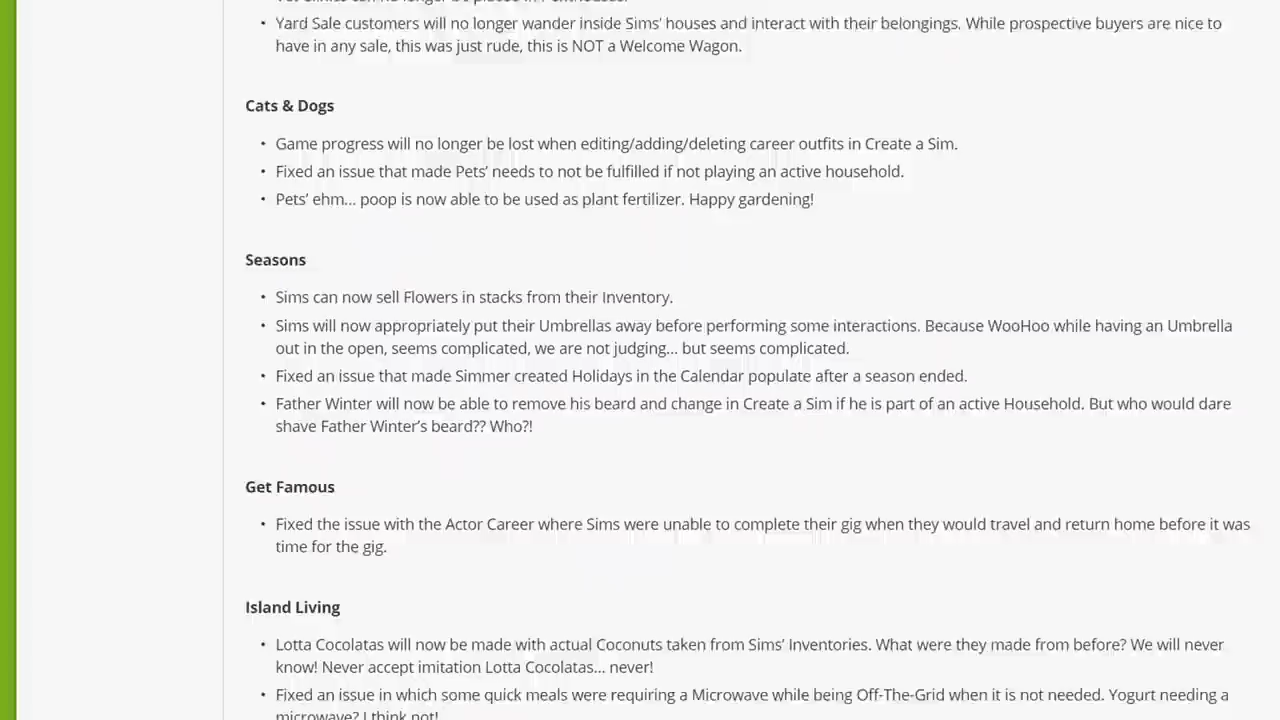 Yard Sale customers will no longer wander inside Sims' houses and interact with their belongings. While prospective buyers are nice to
have in any sale, this was just rude, this is NOT a Welcome Wagon.
Cats & Dogs
• Game progress will no longer be lost when editing/adding/deleting career outfits in Create a Sim.
• Fixed an issue that made Pets' needs to not be fulfilled if not playing an active household.
• Pets' ehm... poop is now able to be used as plant fertilizer. Happy gardening!
Seasons
• Sims can now sell Flowers in stacks from their Inventory.
• Sims will now appropriately put their Umbrellas away before performing some interactions. Because WooHoo while having an Umbrella
out in the open, seems complicated, we are not judging... but seems complicated.
• Fixed an issue that made Simmer created Holidays in the Calendar populate after a season ended.
• Father Winter will now be able to remove his beard and change in Create a Sim if he is part of an active Household. But who would dare
shave Father Winter's beard?? Who?!
Get Famous
• Fixed the issue with the Actor Career where Sims were unable to complete their gig when they would travel and return home before it was
time for the gig.
Island Living
• Lotta Cocolatas will now be made with actual Coconuts taken from Sims' Inventories. What were they made from before? We will never
know! Never accept imitation Lotta Cocolatas... never!
• Fixed an issue in which some quick meals were requiring a Microwave while being Off-The-Grid when it is not needed. Yogurt needing a
microwave? I think not!